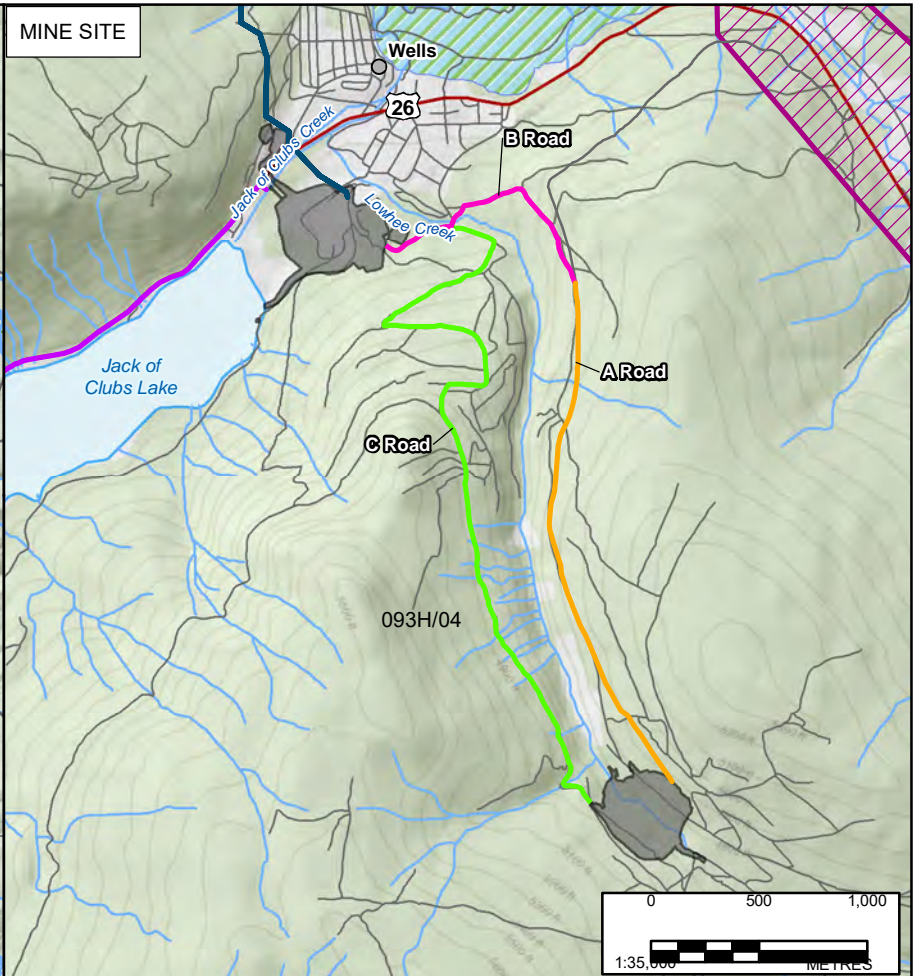 MINE SITE
Wells
26
Jack of Clubs Creek
B Road
Lowhee Creek
Jack of
Clubs Lake
A Road
C Road
093H/04
0 500 1,000
1:35,000
METRES